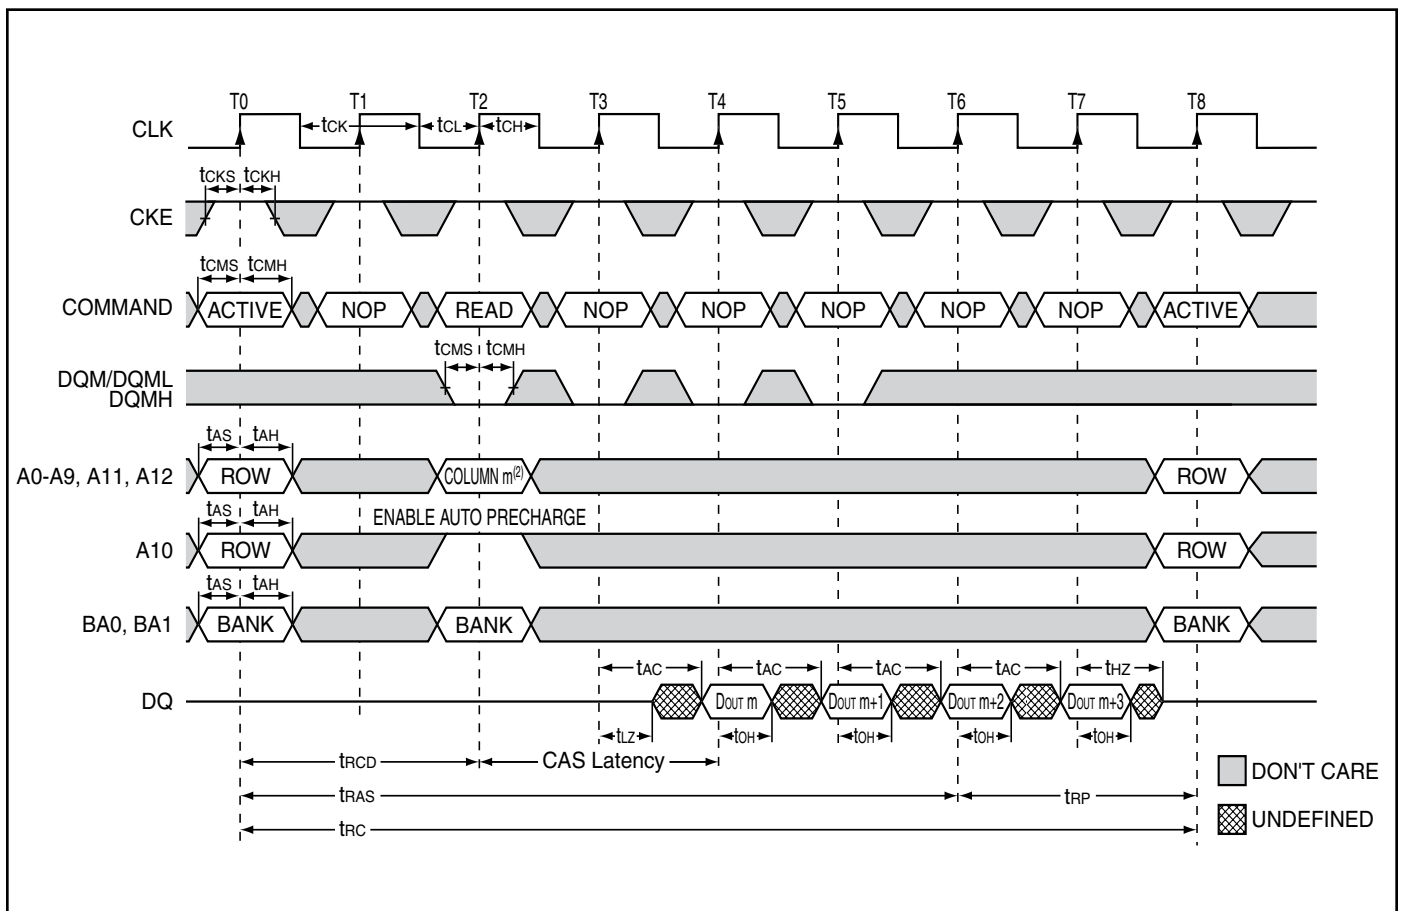 T0 T1 T2 T3 T4 T5 T6 T7 T8
CLK tCK tCL tCH
tCKS tCKH
CKE
tCMS tCMH
COMMAND ACTIVE NOP READ NOP NOP NOP NOP NOP ACTIVE
tCMS tCMH
DQM/DQML
DQMH
tAS tAH
A0-A9, A11, A12 ROW COLUMN m(2) ROW
tAS tAH ENABLE AUTO PRECHARGE
A10 ROW ROW
tAS tAH
BA0, BA1 BANK BANK BANK
tAC tAC tAC tAC tHZ
DQ DOUT m DOUT m+1 DOUT m+2 DOUT m+3
tLZ tOH tOH tOH tOH
tRCD CAS Latency
DON'T CARE
tRAS tRP
UNDEFINED
tRC